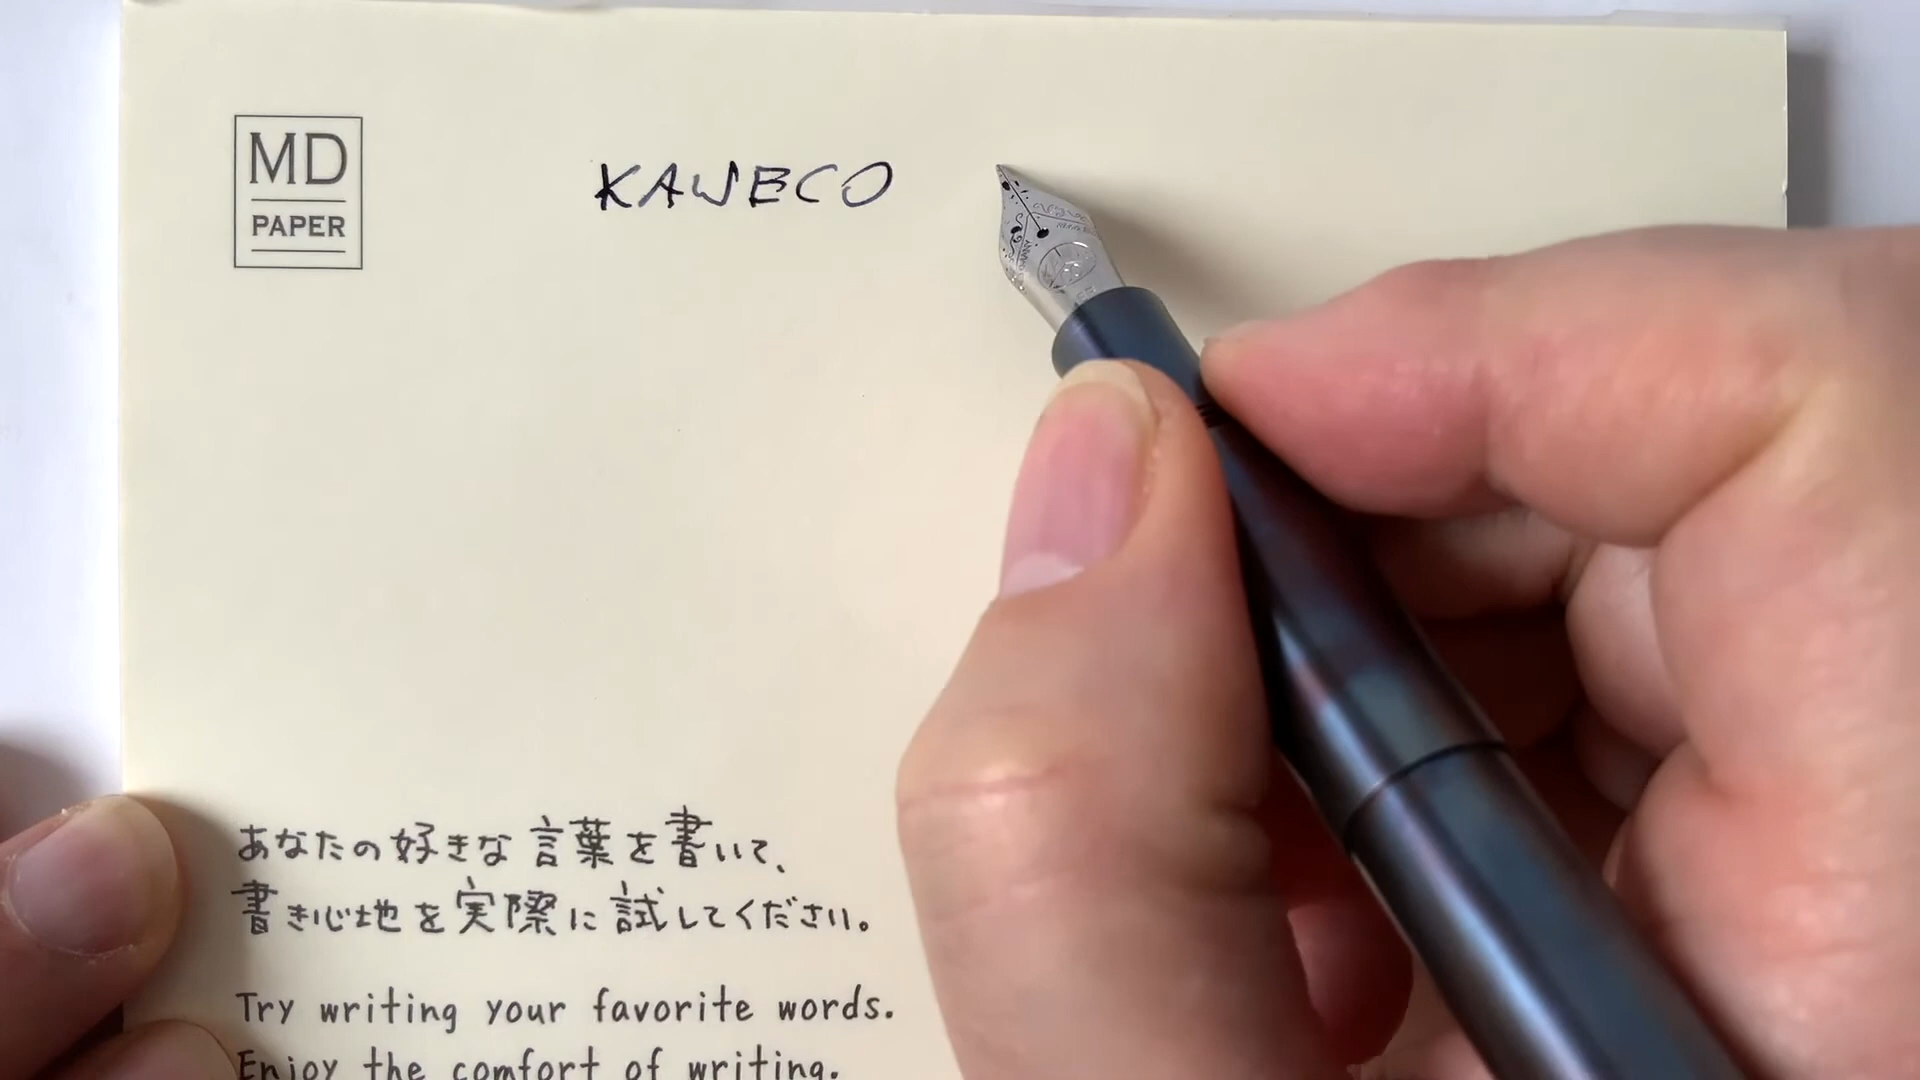 MD
PAPER
KAWECO
あなたの好きな言葉を書いて、
書き心地を実際に試してください。
Try writing your favorite words.
Enjoy the comfort of writing.